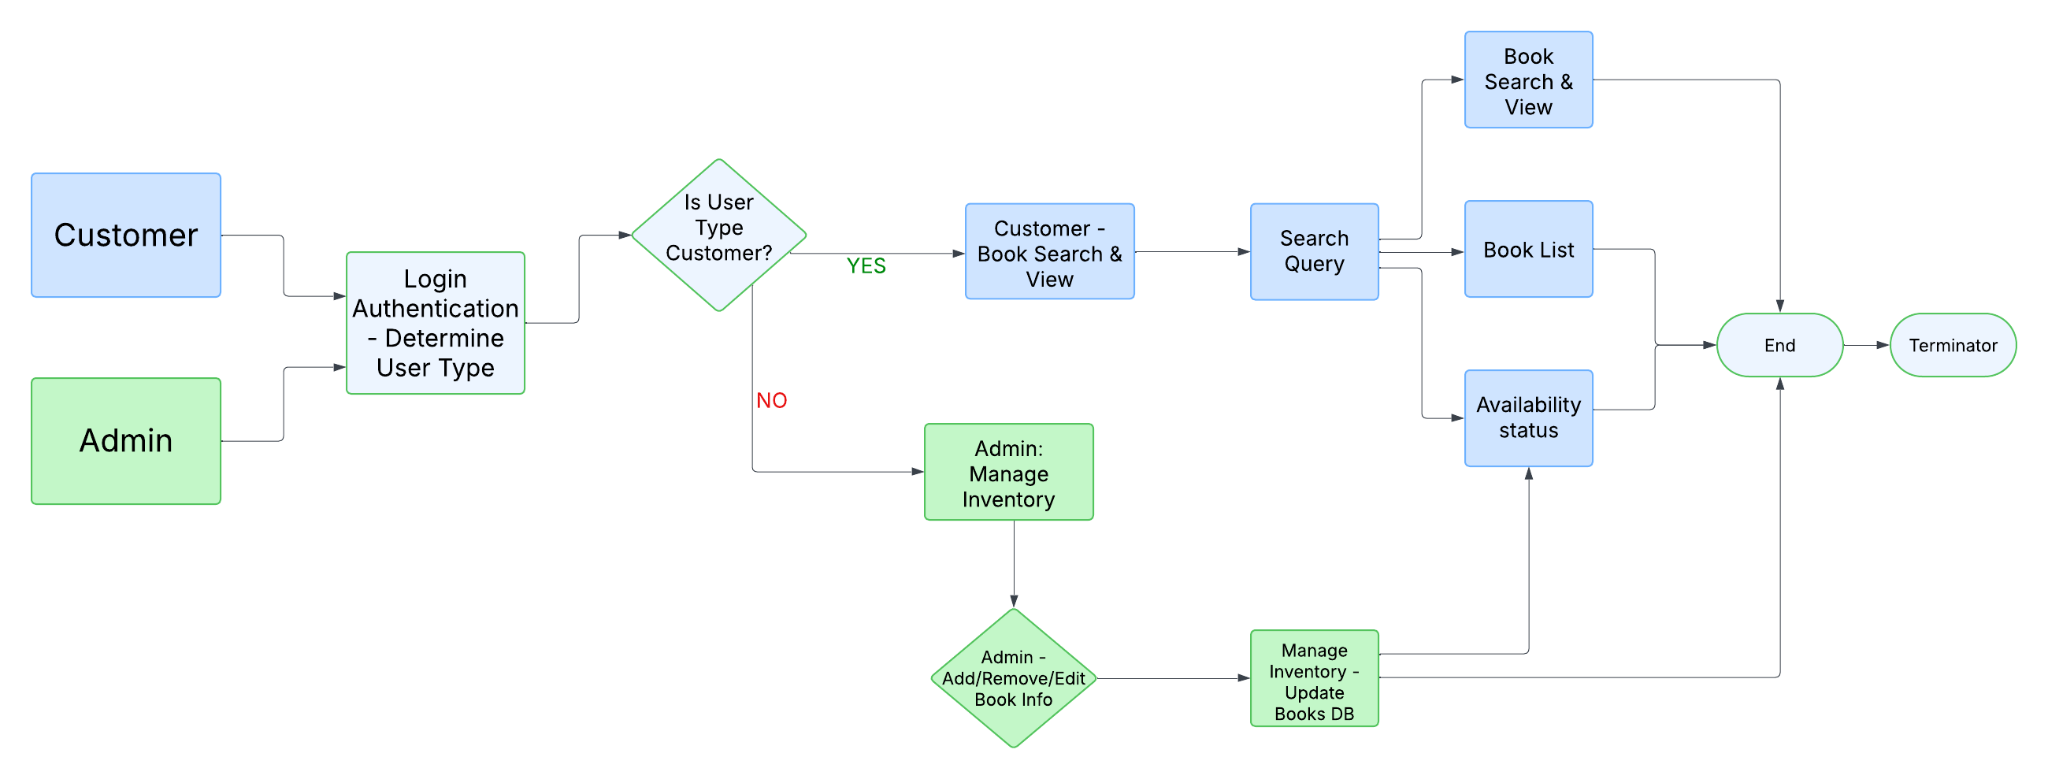 Customer
Admin
Login
Authentication
- Determine
User Type
Is User
Type
Customer?
YES
NO
Customer -
Book Search &
View
Search
Query
Book
Search &
View
Book List
Availability
status
End
Terminator
Admin:
Manage
Inventory
Admin -
Add/Remove/Edit
Book Info
Manage
Inventory -
Update
Books DB